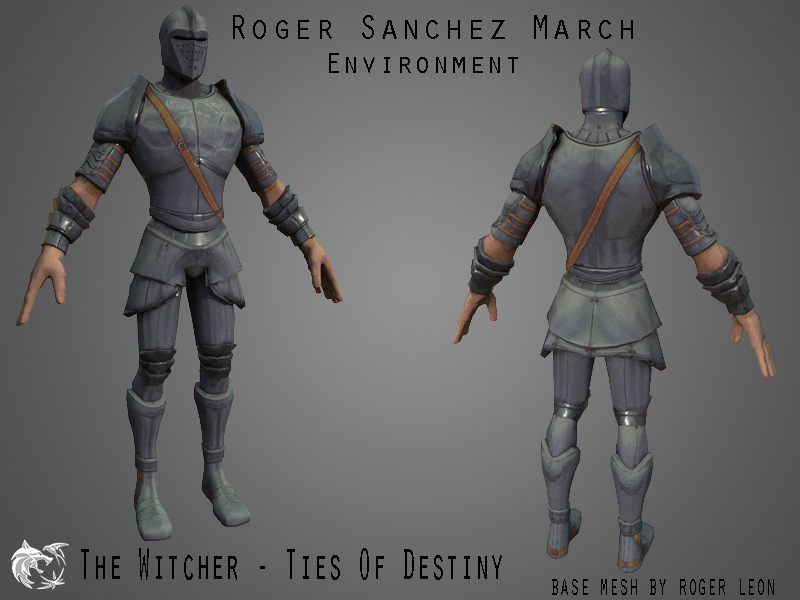 Roger Sanchez March
Environment
The Witcher - Ties Of Destiny
BASE MESH BY ROGER LEON